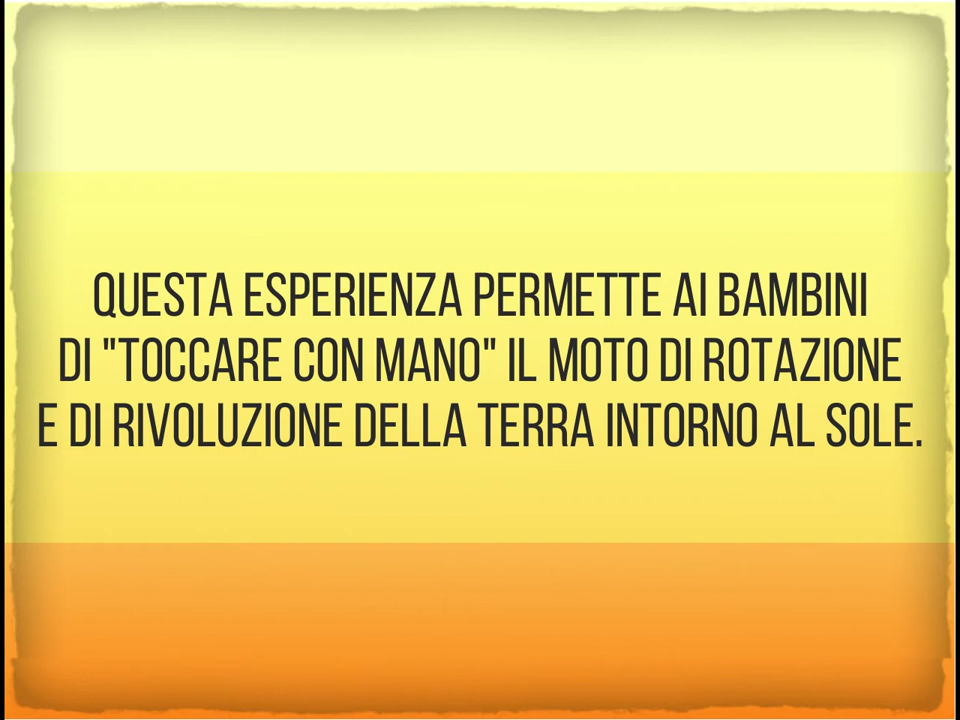 QUESTA ESPERIENZA PERMETTE AI BAMBINI
DI "TOCCARE CON MANO" IL MOTO DI ROTAZIONE
E DI RIVOLUZIONE DELLA TERRA INTORNO AL SOLE.